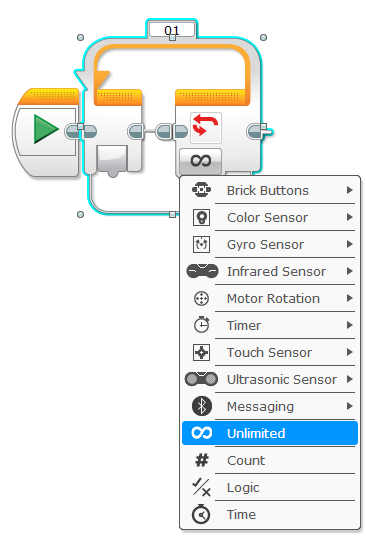 01
Brick Buttons
Color Sensor
Gyro Sensor
Infrared Sensor
Motor Rotation
Timer
Touch Sensor
Ultrasonic Sensor
Messaging
Unlimited
# Count
Logic
Time